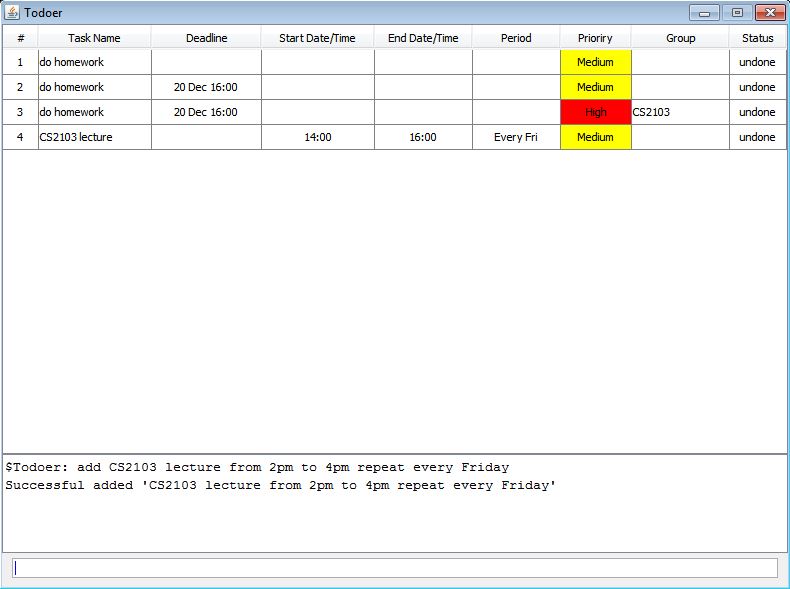 Todoer
# Task Name Deadline Start Date/Time End Date/Time Period Prioriry Group Status
1 do homework Medium undone
2 do homework 20 Dec 16:00 Medium undone
3 do homework 20 Dec 16:00 High CS2103 undone
4 CS2103 lecture 14:00 16:00 Every Fri Medium undone
$Todoer: add CS2103 lecture from 2pm to 4pm repeat every Friday
Successful added 'CS2103 lecture from 2pm to 4pm repeat every Friday'